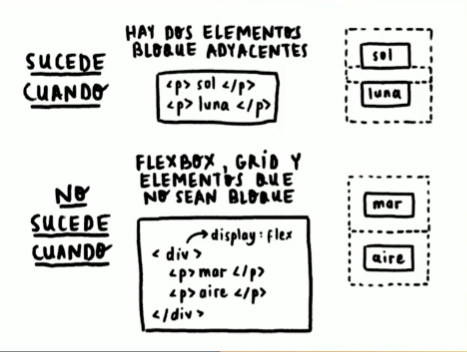 SUCEDE
CUANDO
HAY DOS ELEMENTOS
BLOQUE ADYACENTES
<p> sol </p>
<p> luna </p>
sol
luna
NO
SUCEDE
CUANDO
FLEXBOX, GRID Y
ELEMENTOS QUE
NO SEAN BLOQUE
display: flex
<div>
<p> mar </p>
<p> aire </p>
</div>
mar
aire